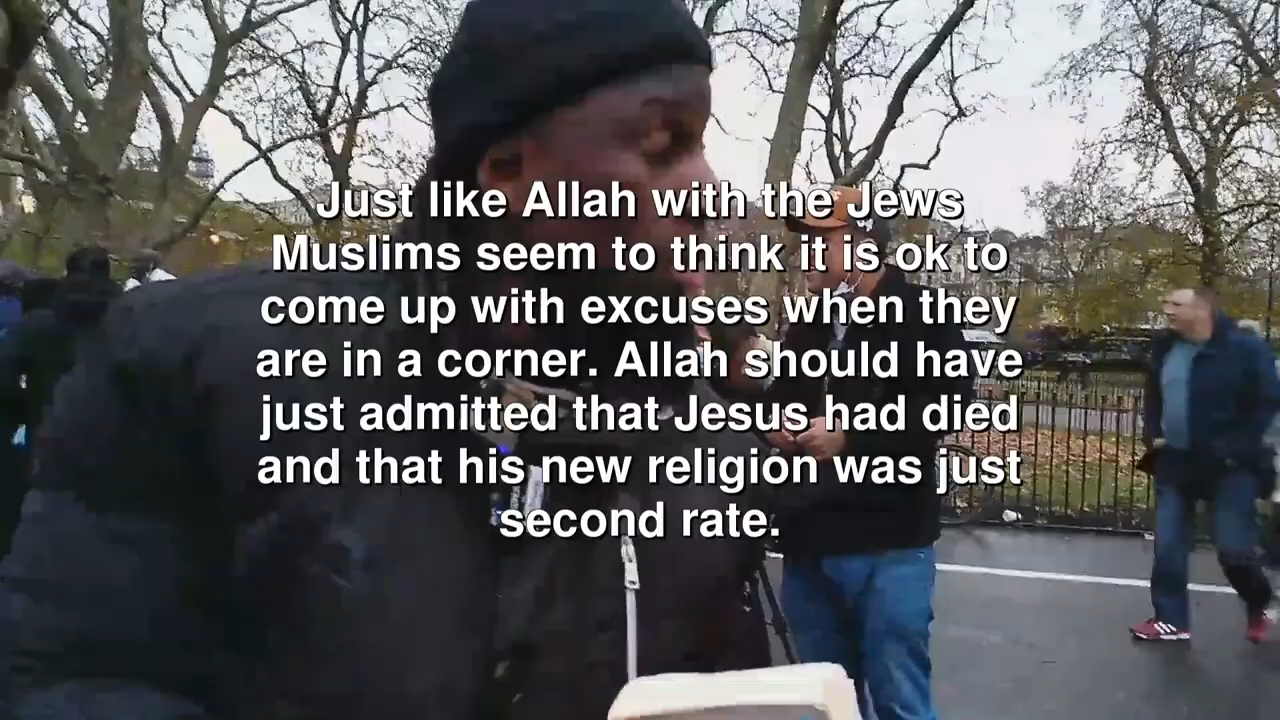 Just like Allah with the Jews
Muslims seem to think it is ok to
come up with excuses when they
are in a corner. Allah should have
just admitted that Jesus had died
and that his new religion was just
second rate.